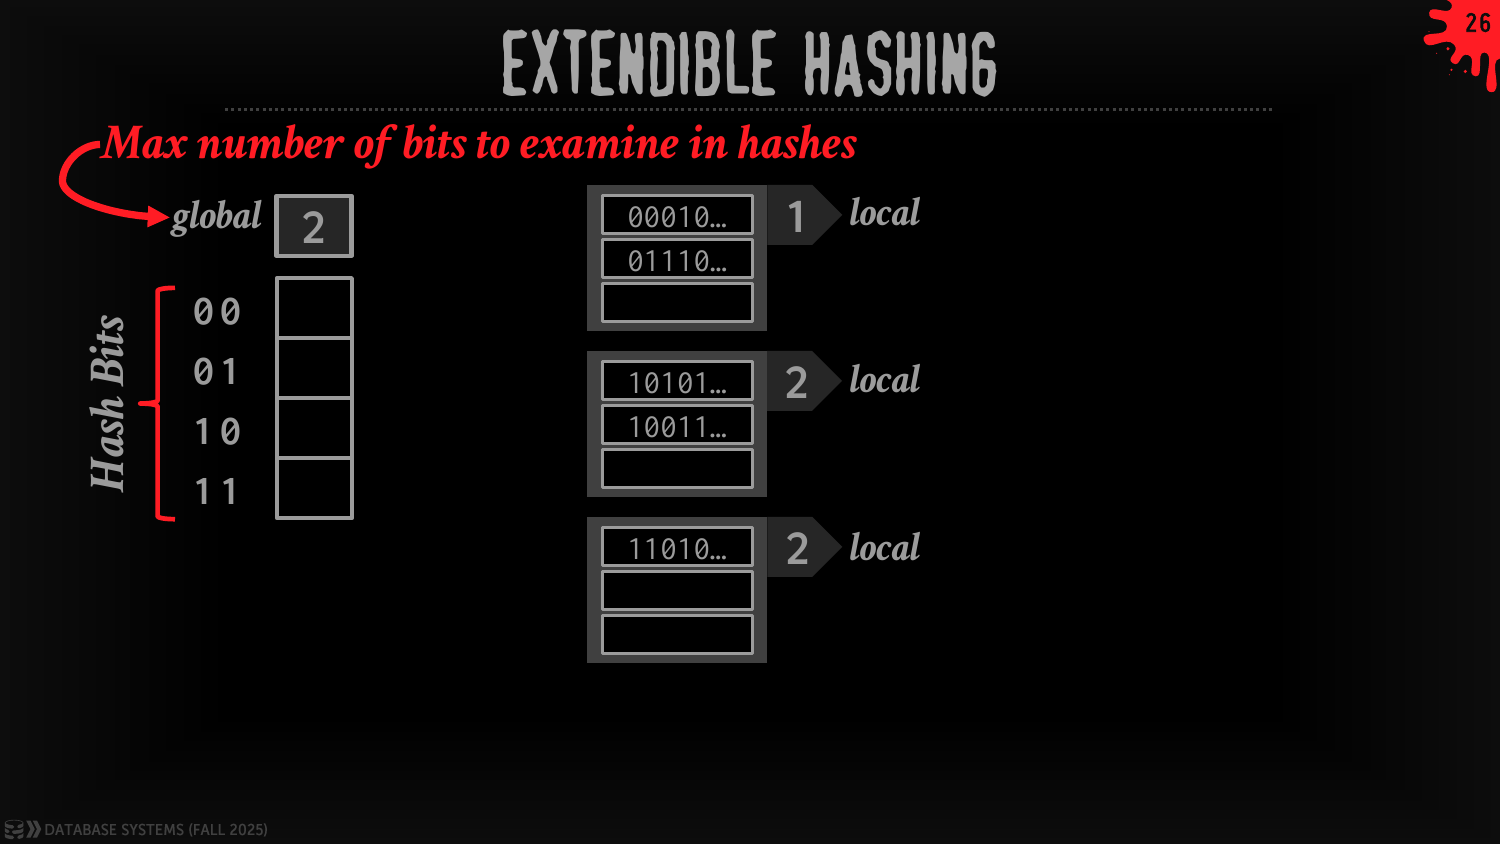 26
EXTENDIBLE HASHING
Max number of bits to examine in hashes
global 2
Hash Bits
00
01
10
11
00010...
01110...
1 local
10101...
10011...
2 local
11010...
2 local
DATABASE SYSTEMS (FALL 2025)